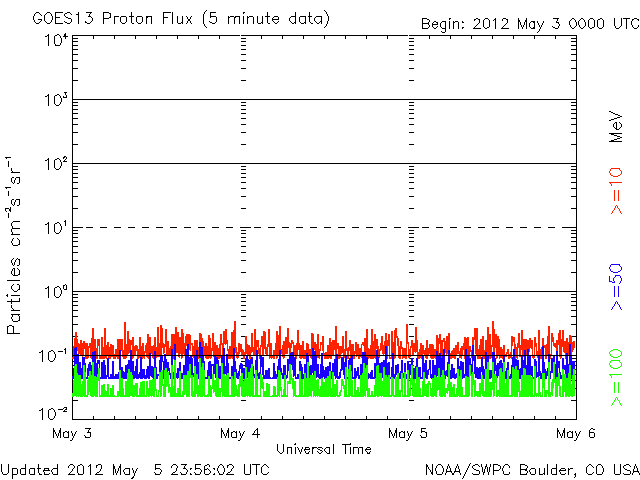 GOES13 Proton Flux (5 minute data)
Begin: 2012 May 3 0000 UTC
10⁴
10³
10²
10¹
10⁰
10⁻¹
10⁻²
Particles cm⁻²s⁻¹sr⁻¹
MeV
>=10
>=50
>=100
May 3
May 4
May 5
May 6
Universal Time
Updated 2012 May 5 23:56:02 UTC
NOAA/SWPC Boulder, CO USA